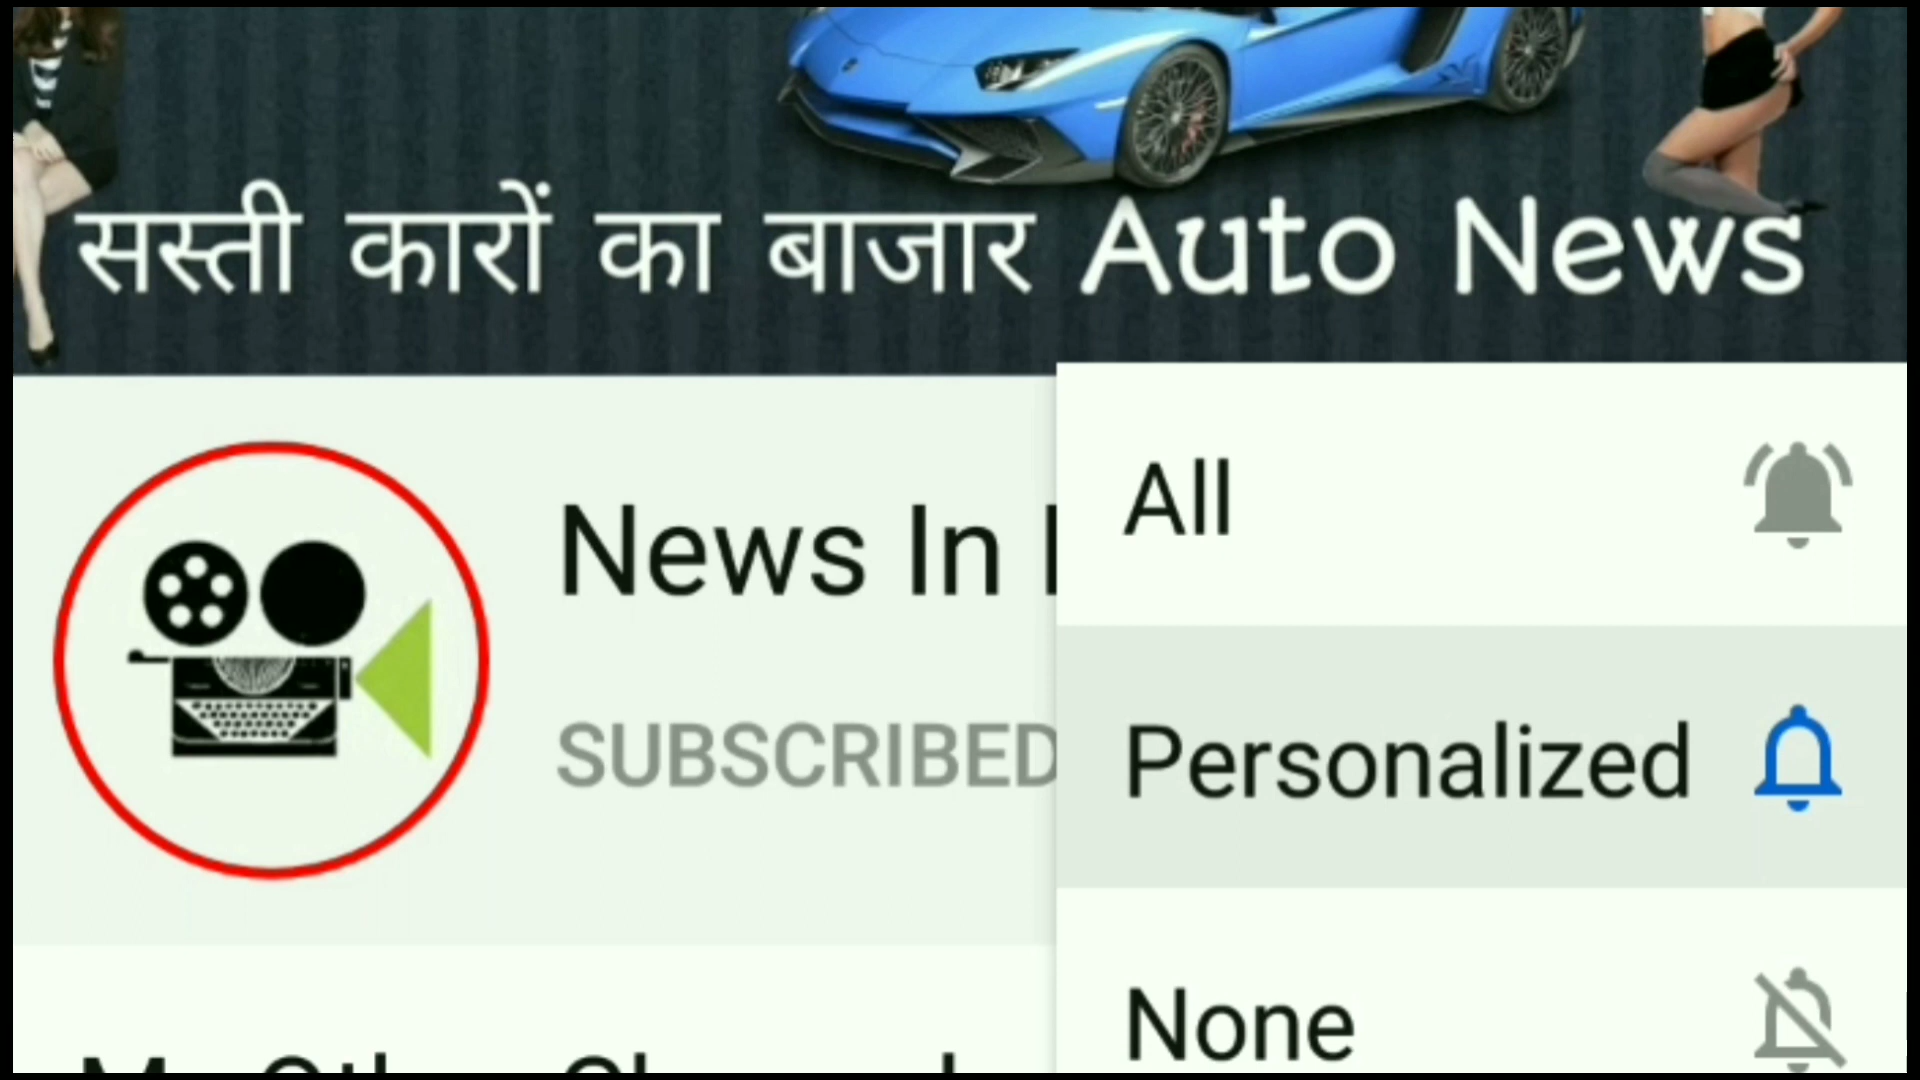 सस्ती कारों का बाजार Auto News
News In
SUBSCRIBED
All
Personalized
None